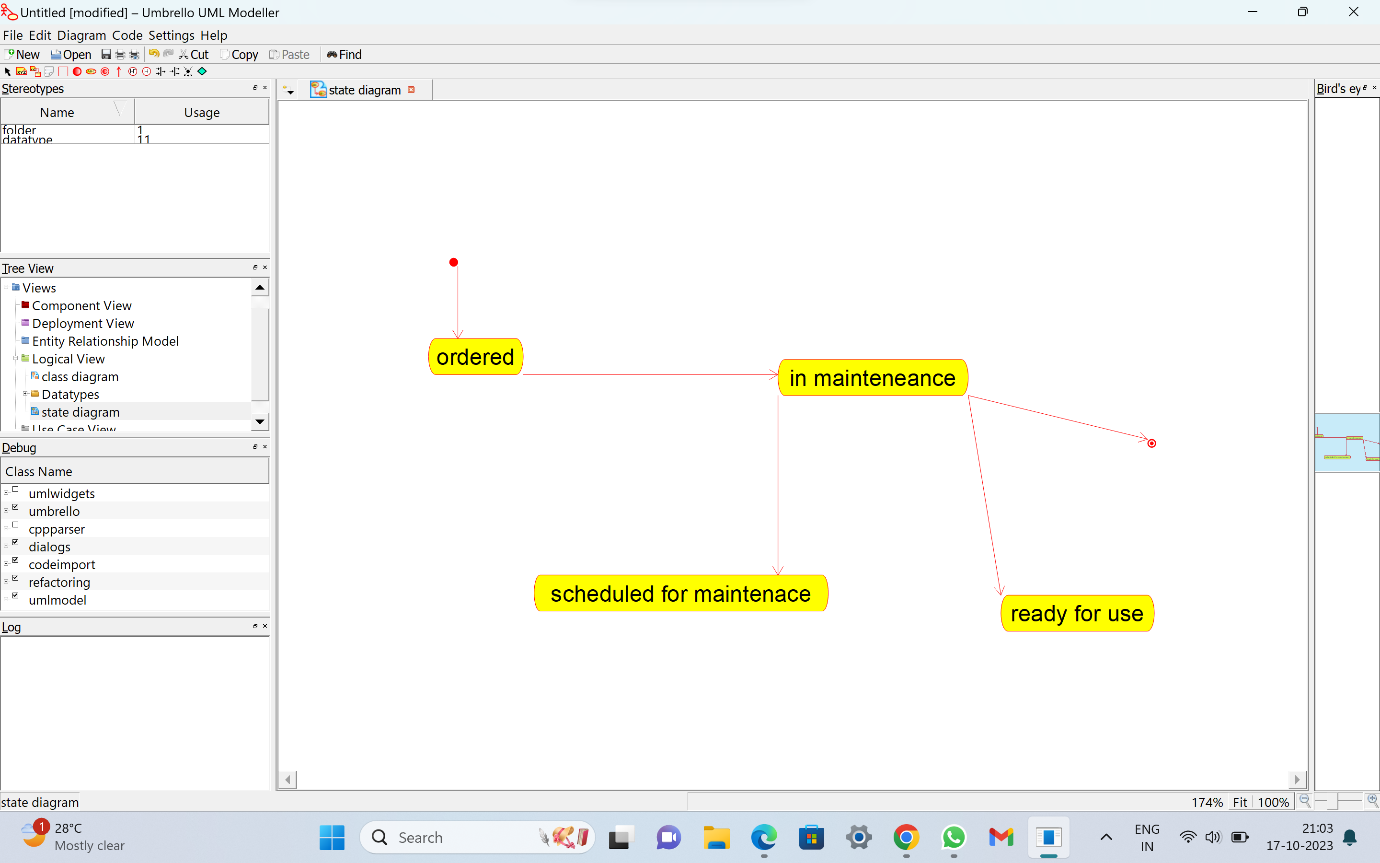 Untitled [modified] – Umbrello UML Modeller
File Edit Diagram Code Settings Help
New Open Cut Copy Paste Find
Stereotypes
Name Usage
folder 1
datatype 11
Tree View
Views
Component View
Deployment View
Entity Relationship Model
Logical View
class diagram
Datatypes
state diagram
Use Case View
Debug
Class Name
umlwidgets
umbrello
cppparser
dialogs
codeimport
refactoring
umlmodel
Log
state diagram
ordered
in mainteneance
scheduled for maintenace
ready for use
Bird's ey
state diagram
174% Fit 100%
1
28°C
Mostly clear
Search
ENG
IN
21:03
17-10-2023